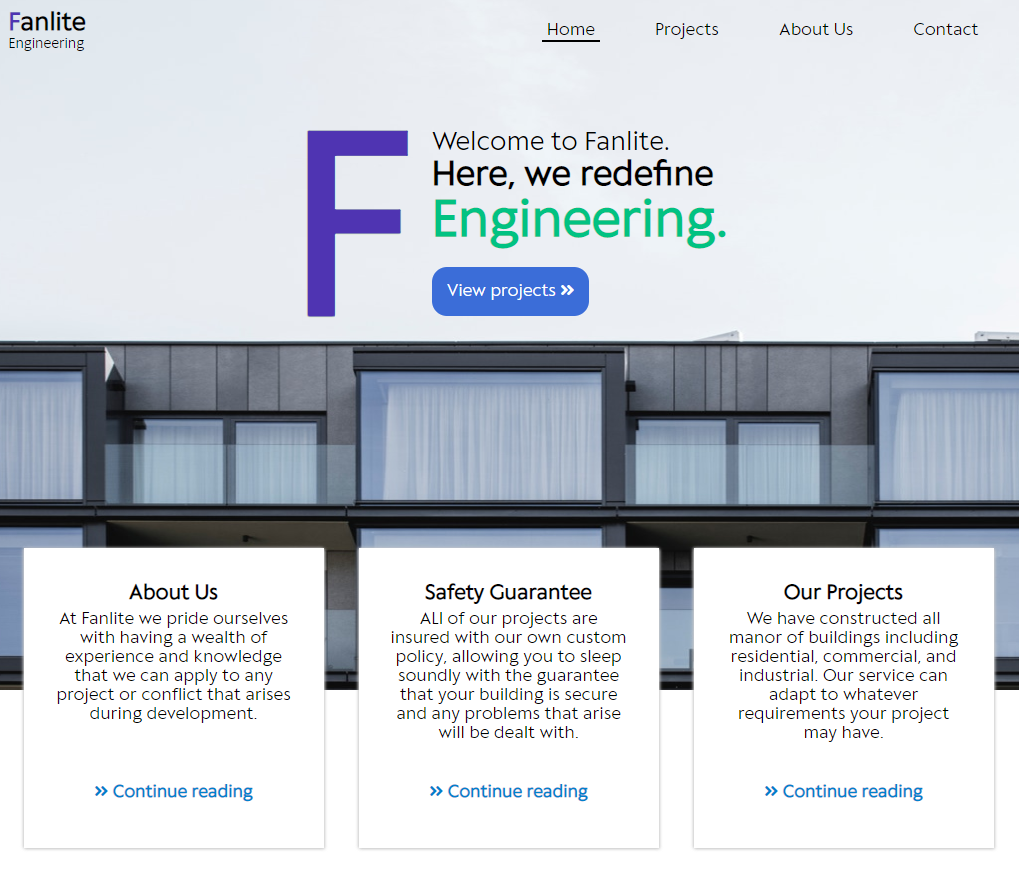 Fanlite
Engineering
Home Projects About Us Contact
F
Welcome to Fanlite.
Here, we redefine
Engineering.
View projects »
About Us
At Fanlite we pride ourselves
with having a wealth of
experience and knowledge
that we can apply to any
project or conflict that arises
during development.
» Continue reading
Safety Guarantee
ALl of our projects are
insured with our own custom
policy, allowing you to sleep
soundly with the guarantee
that your building is secure
and any problems that arise
will be dealt with.
» Continue reading
Our Projects
We have constructed all
manor of buildings including
residential, commercial, and
industrial. Our service can
adapt to whatever
requirements your project
may have.
» Continue reading